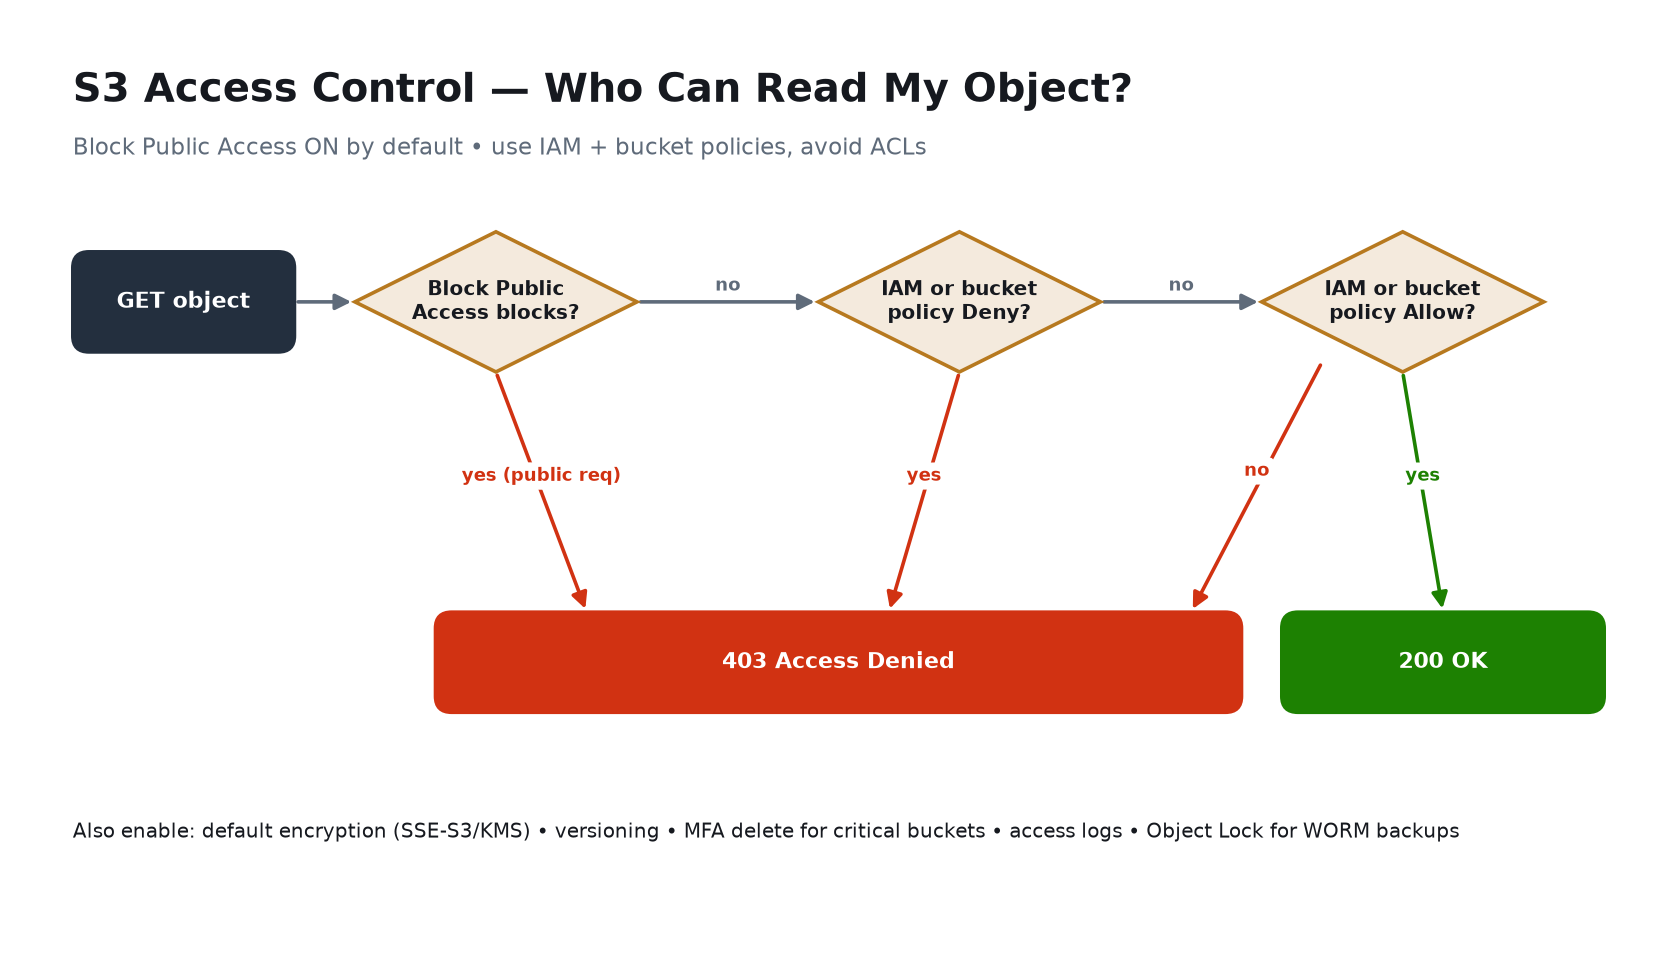 S3 Access Control — Who Can Read My Object?
Block Public Access ON by default • use IAM + bucket policies, avoid ACLs
GET object
Block Public
Access blocks?
no
IAM or bucket
policy Deny?
no
IAM or bucket
policy Allow?
yes (public req)
yes
no
yes
403 Access Denied
200 OK
Also enable: default encryption (SSE-S3/KMS) • versioning • MFA delete for critical buckets • access logs • Object Lock for WORM backups